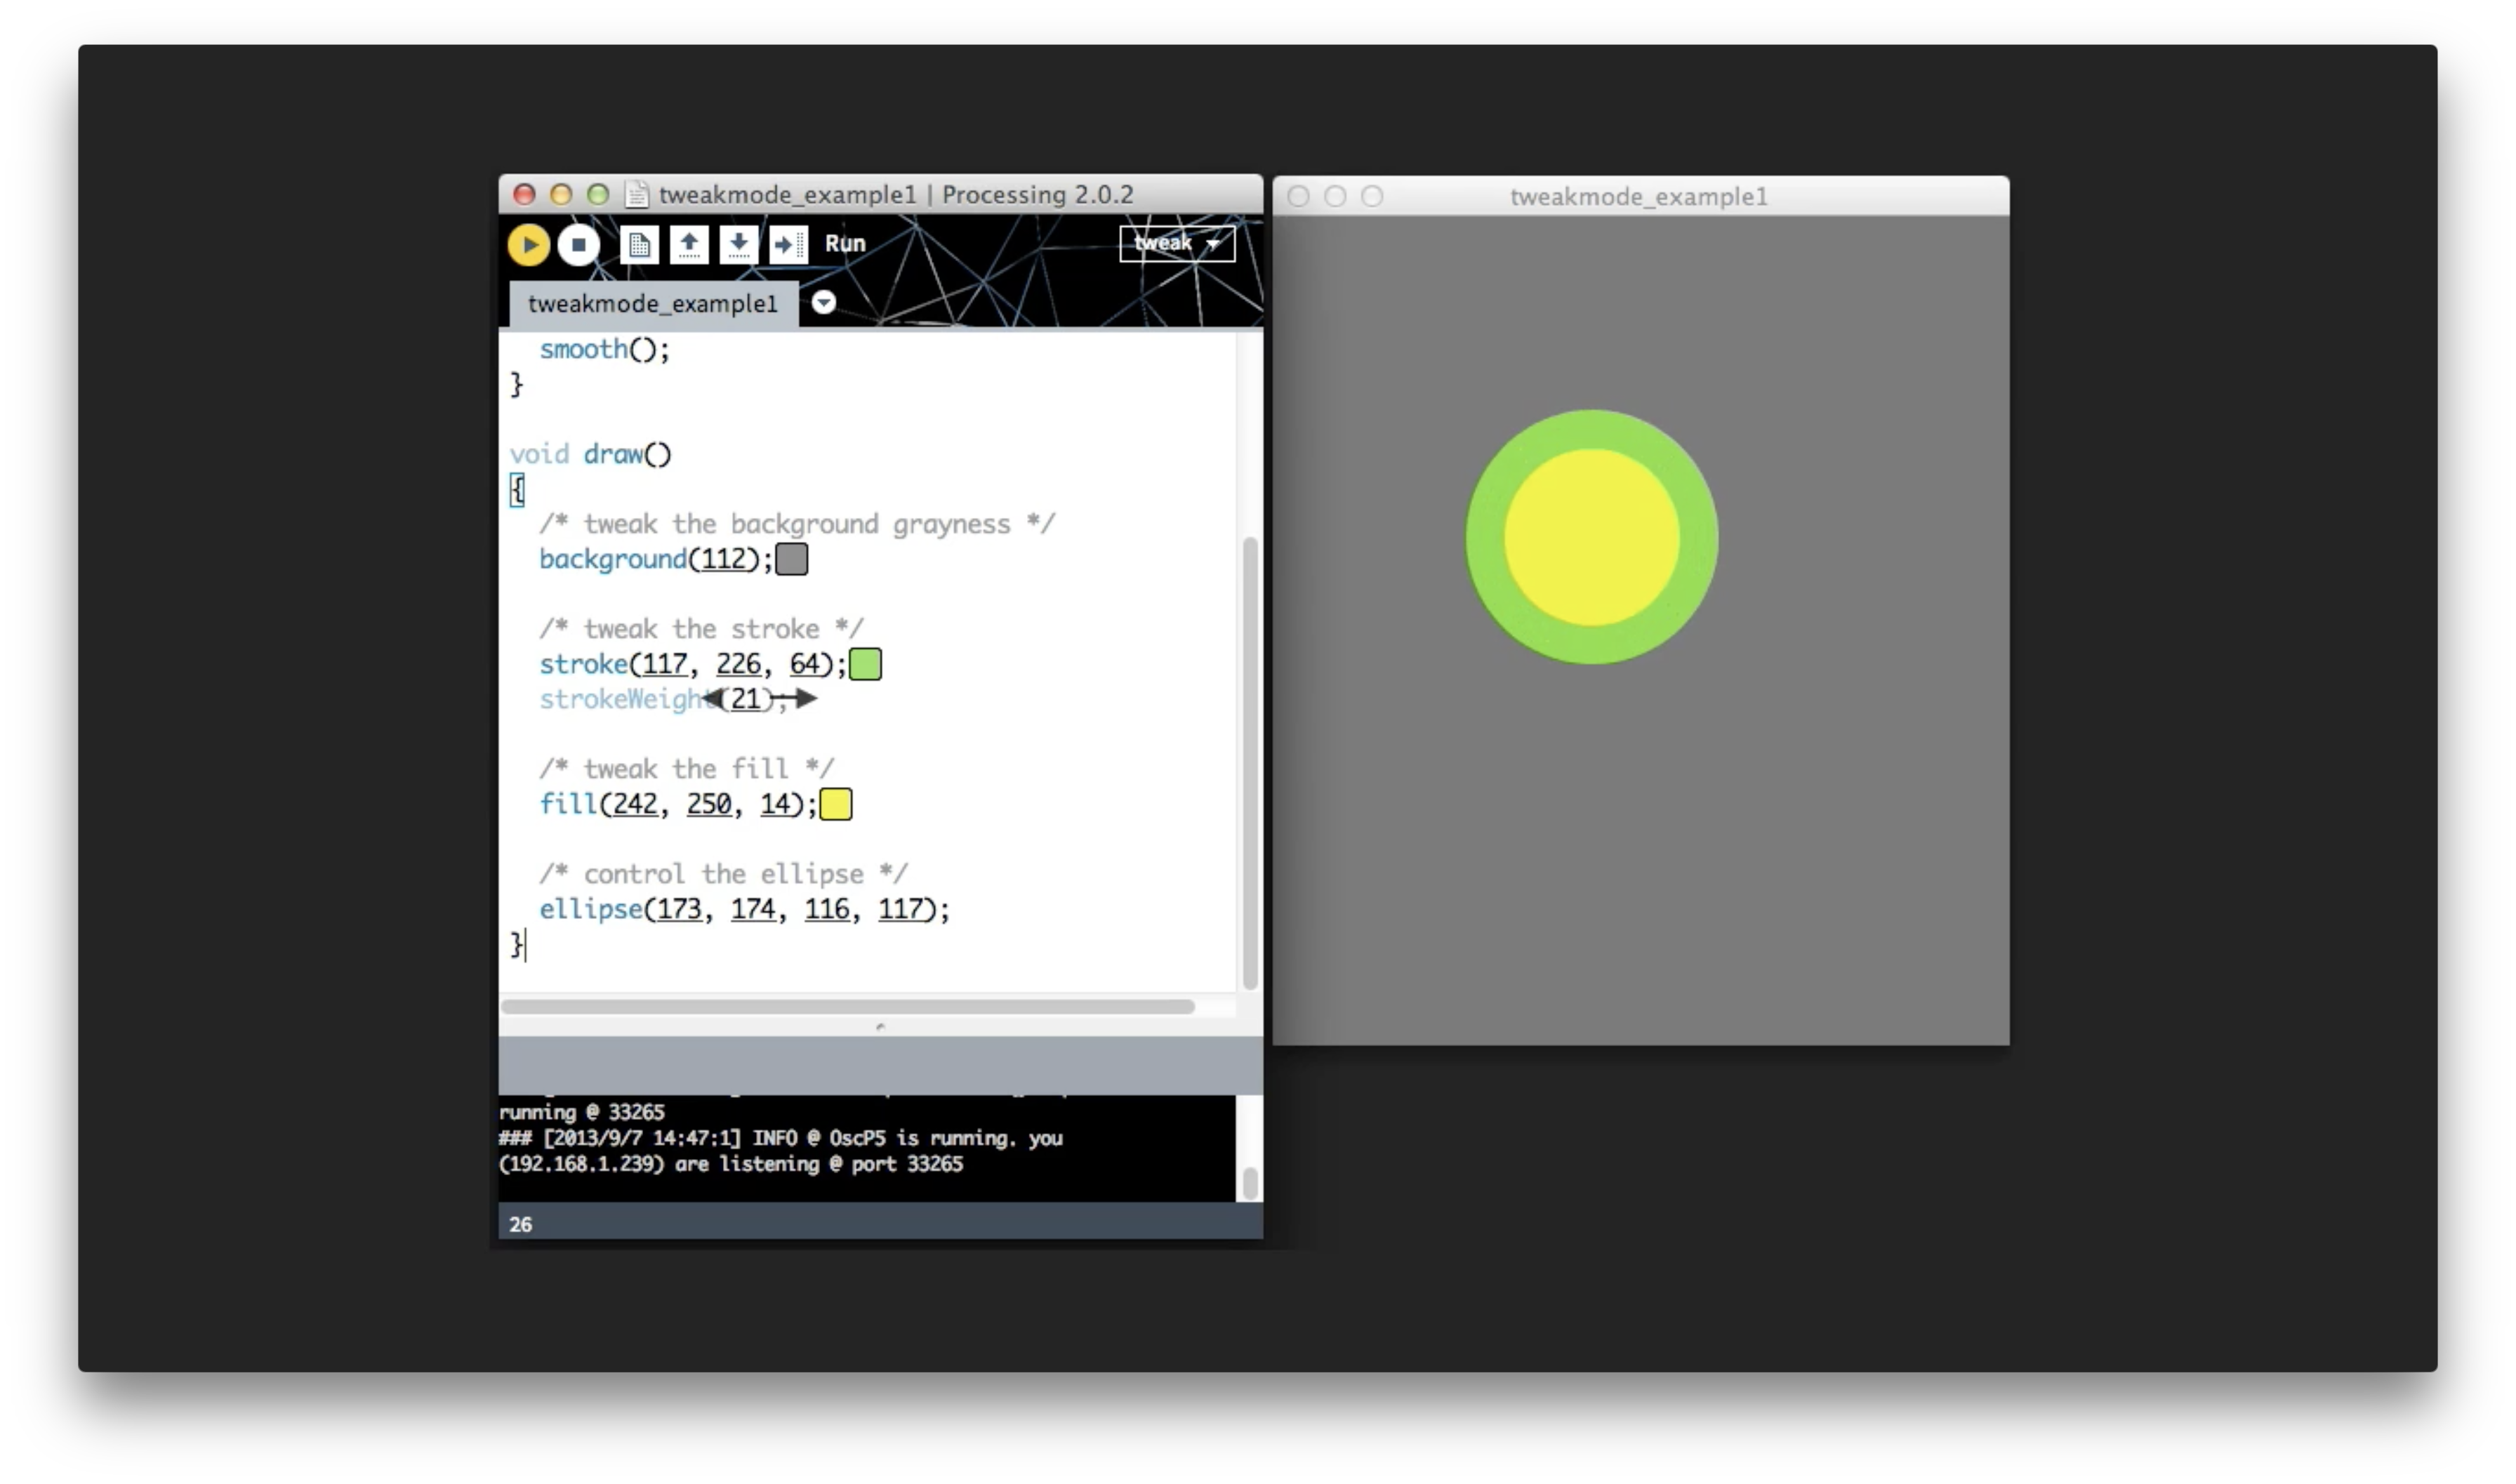 tweakmode_example1 | Processing 2.0.2
Run
tweak
tweakmode_example1
smooth();
}
void draw()
{
/* tweak the background grayness */
background(112);
/* tweak the stroke */
stroke(117, 226, 64);
strokeWeight(21);
/* tweak the fill */
fill(242, 250, 14);
/* control the ellipse */
ellipse(173, 174, 116, 117);
}
running @ 33265
### [2013/9/7 14:47:1] INFO @ OscP5 is running. you
(192.168.1.239) are listening @ port 33265
26
tweakmode_example1